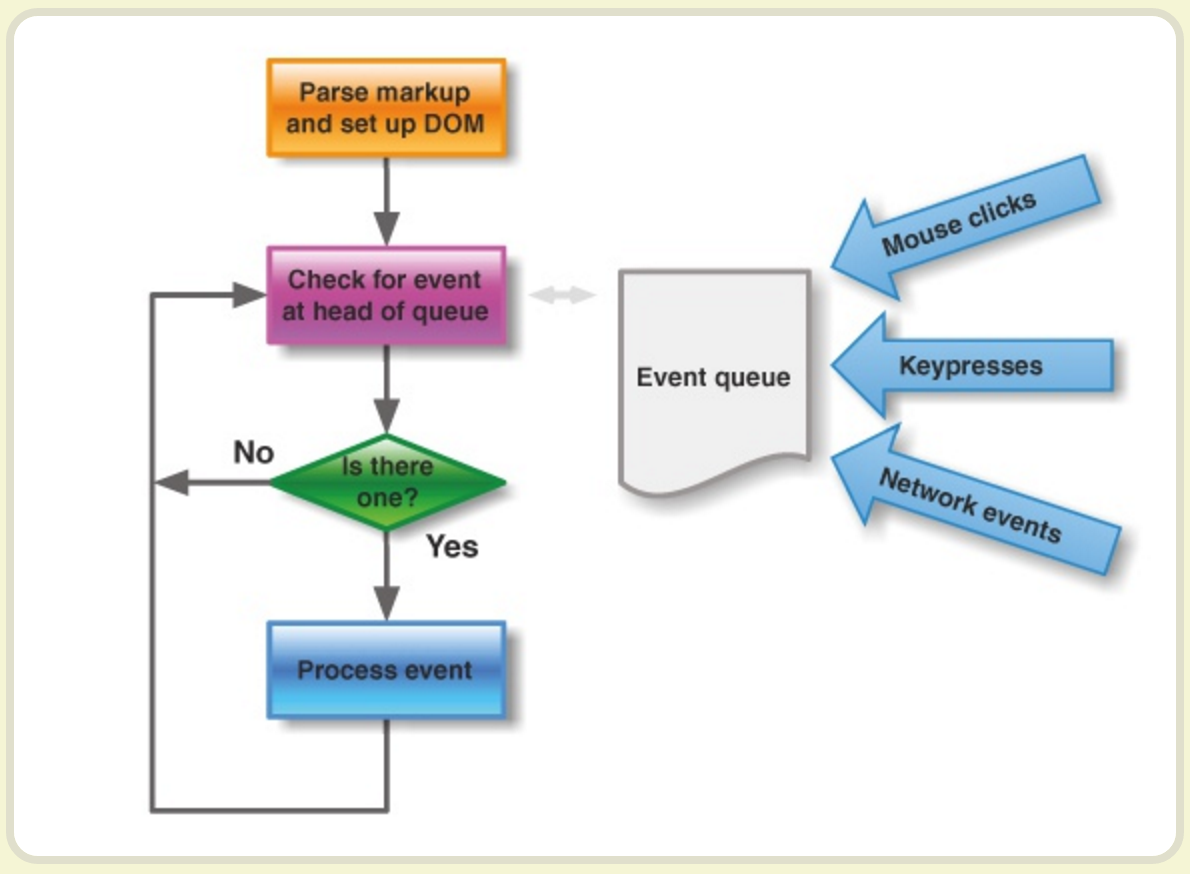 Parse markup
and set up DOM
Check for event
at head of queue
Is there
one?
No
Yes
Process event
Event queue
Mouse clicks
Keypresses
Network events